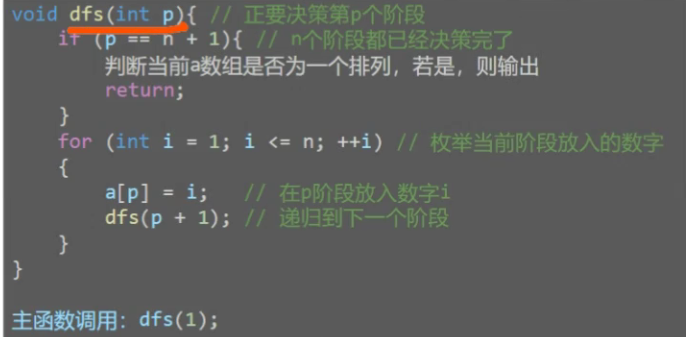 void dfs(int p){ // 正要决策第p个阶段
if (p == n + 1){ // n个阶段都已经决策完了
判断当前a数组是否为一个排列，若是，则输出
return;
}
for (int i = 1; i <= n; ++i) // 枚举当前阶段放入的数字
{
a[p] = i; // 在p阶段放入数字i
dfs(p + 1); // 递归到下一个阶段
}
}
主函数调用：dfs(1);